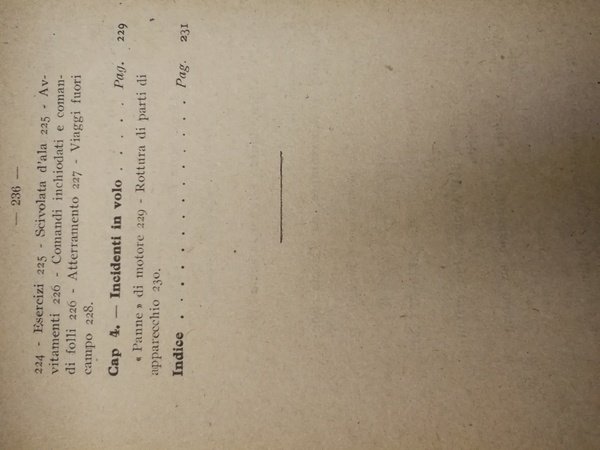 — 236 —
224 - Esercizi 225 - Scivolata d'ala 225 - Av-
vitamenti 226 - Comandi inchiodati e coman-
di folli 226 - Atterramento 227 - Viaggi fuori
campo 228.
Cap 4. — Incidenti in volo . . . . . Pag. 229
« Panne » di motore 229 - Rottura di parti di
apparecchio 230.
Indice . . . . . . . . . . . . . . . . Pag. 231